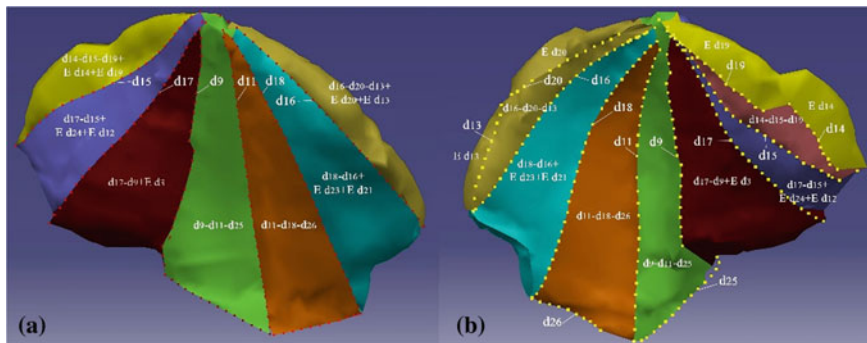 d14-d15-d19+
E d14+E d19
d15
d17
d9
d11
d18
d16
d16-d20-d13+
E d20+E d13
d17-d15+
E d24+E d12
d18-d16+
E d23+E d21
d17-d9+E d3
d9-d11-d25
d11-d18-d26
(a)
E d20
d20
d16
d16-d20-d13
d13
E d13
d18
d18-d16+
E d23+E d21
d11
d9
d11-d18-d26
d9-d11-d25
d26
d25
E d19
d19
E d14
d14-d15-d19
d14
d17
d15
d17-d9+E d3
d17-d15+
E d24+E d12
(b)